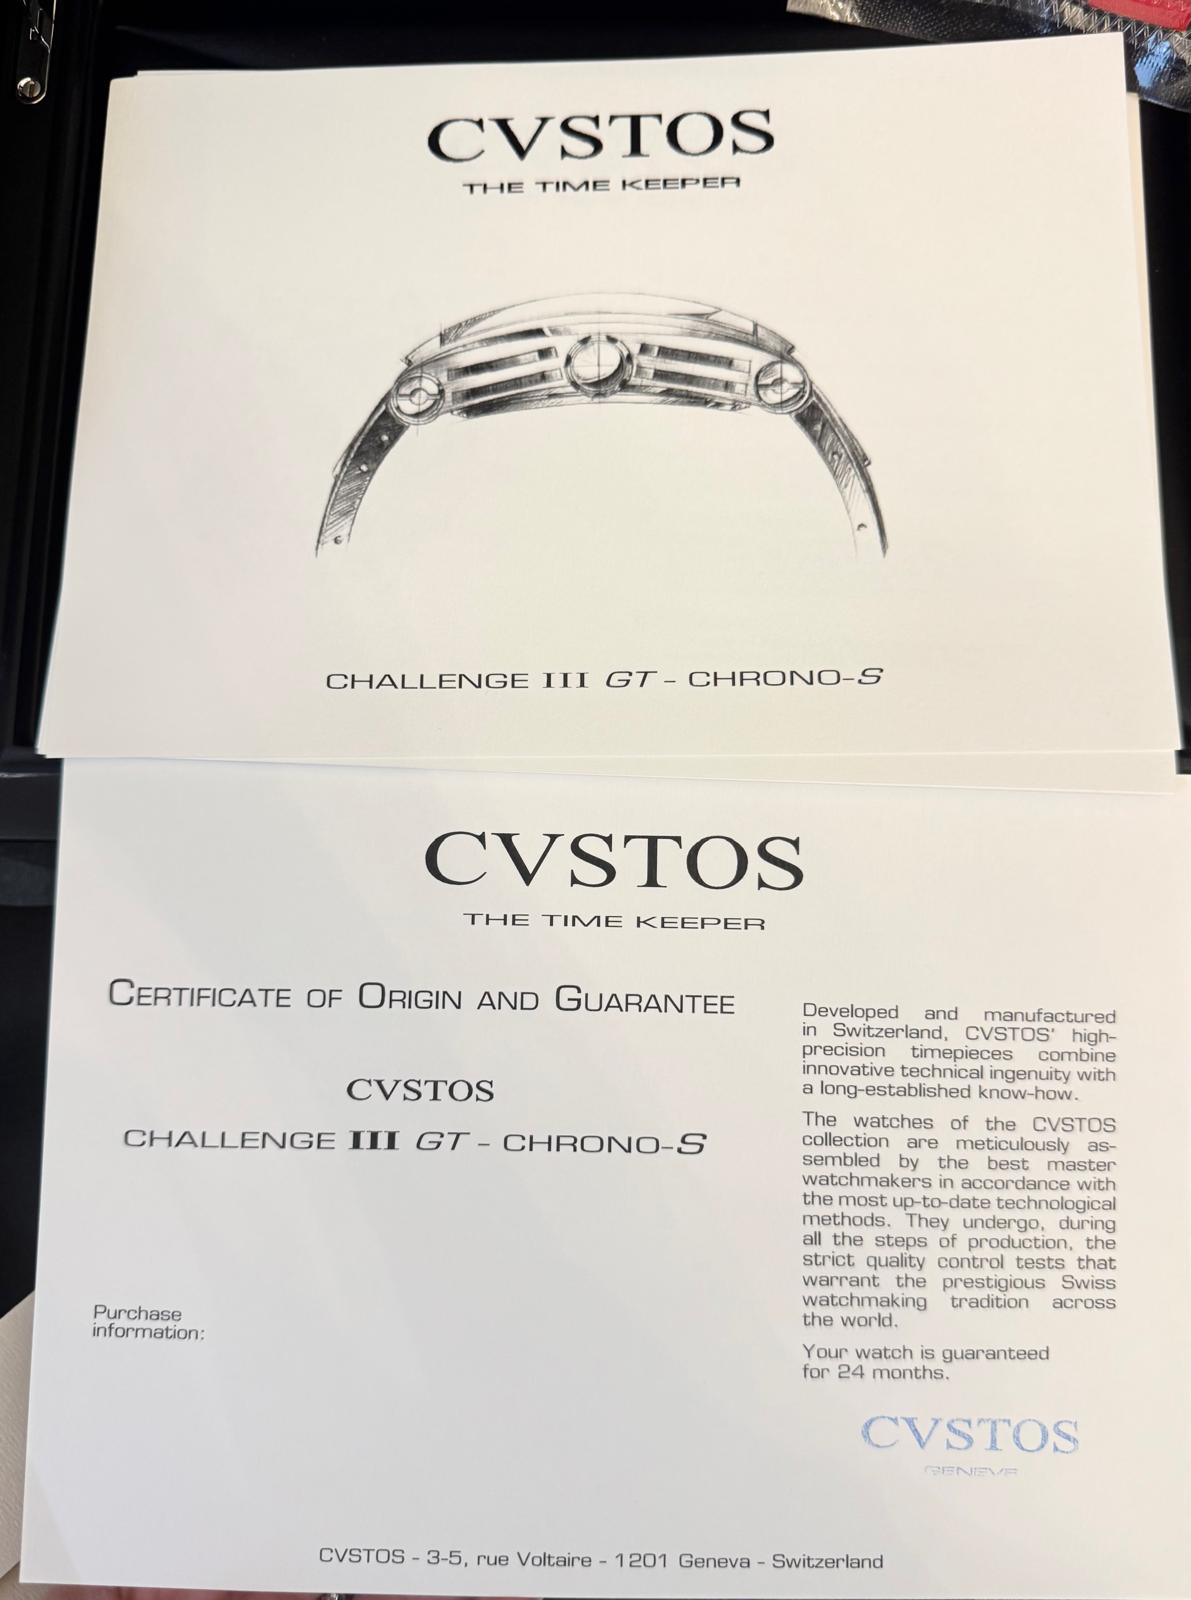 CVSTOS
THE TIME KEEPER
CHALLENGE III GT - CHRONO-S
CVSTOS
THE TIME KEEPER
CERTIFICATE OF ORIGIN AND GUARANTEE
CVSTOS
CHALLENGE III GT - CHRONO-S
Purchase
information:
Developed and manufactured
in Switzerland, CVSTOS' high-
precision timepieces combine
innovative technical ingenuity with
a long-established know-how.
The watches of the CVSTOS
collection are meticulously as-
sembled by the best master
watchmakers in accordance with
the most up-to-date technological
methods. They undergo, during
all the steps of production, the
strict quality control tests that
warrant the prestigious Swiss
watchmaking tradition across
the world.
Your watch is guaranteed
for 24 months.
CVSTOS
GENEVE
CVSTOS - 3-5, rue Voltaire - 1201 Geneva - Switzerland